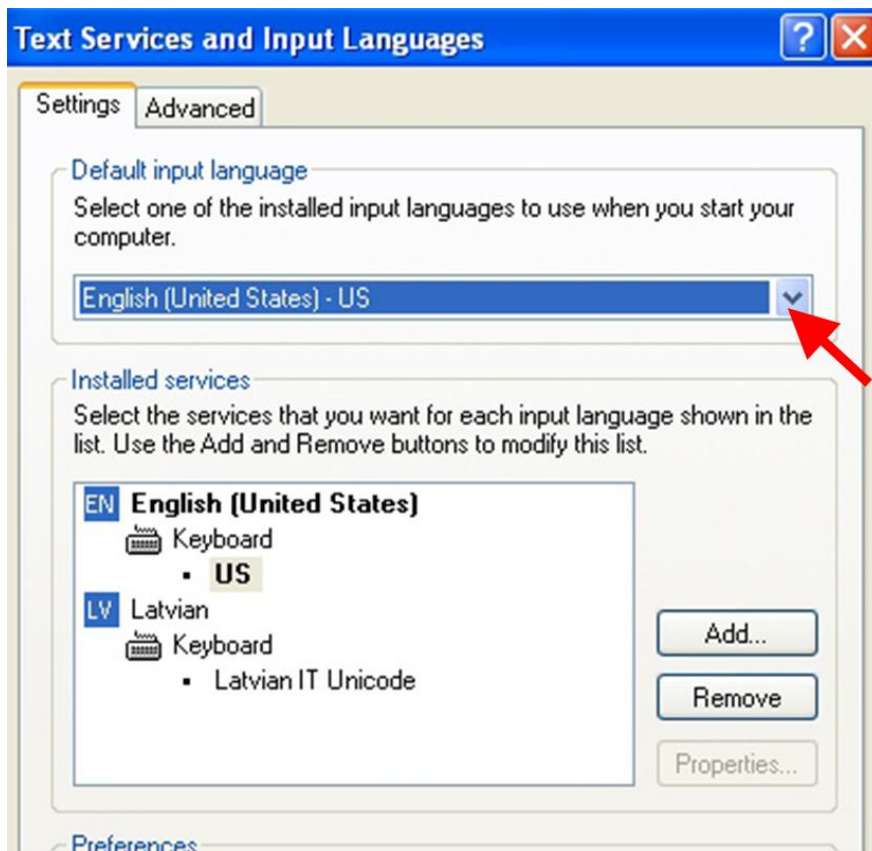 Text Services and Input Languages
Settings
Advanced
Default input language
Select one of the installed input languages to use when you start your
computer.
English (United States) - US
Installed services
Select the services that you want for each input language shown in the
list. Use the Add and Remove buttons to modify this list.
EN English (United States)
Keyboard
US
LV Latvian
Keyboard
Latvian IT Unicode
Add...
Remove
Properties...
Preferences